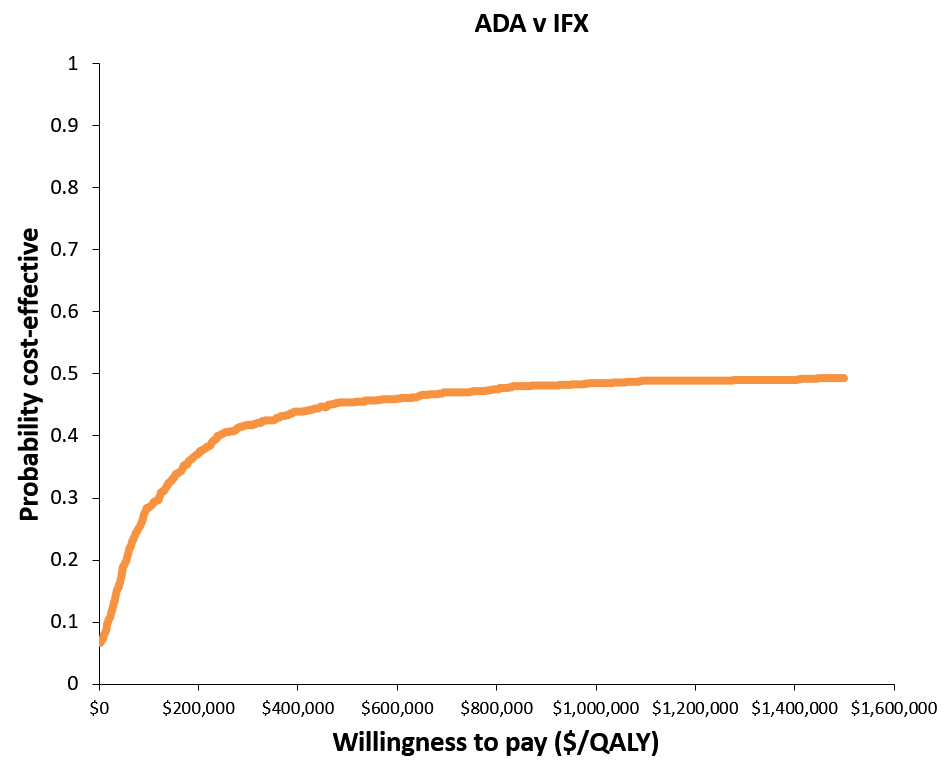 ADA v IFX
1
0.9
0.8
0.7
0.6
0.5
0.4
0.3
0.2
0.1
0
Probability cost-effective
$0 $200,000 $400,000 $600,000 $800,000 $1,000,000 $1,200,000 $1,400,000 $1,600,000
Willingness to pay ($/QALY)